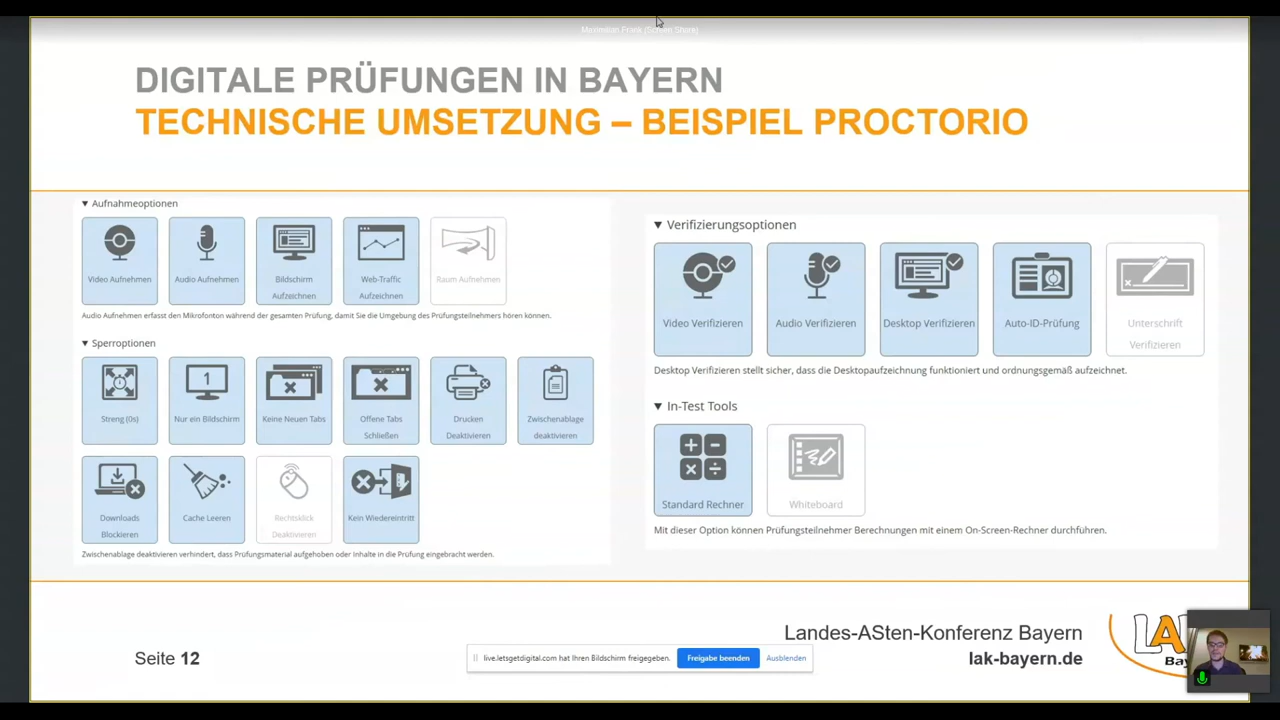 Maximilian Frank (Screen Share)
DIGITALE PRÜFUNGEN IN BAYERN
TECHNISCHE UMSETZUNG – BEISPIEL PROCTORIO
▼ Aufnahmeoptionen
Video Aufnehmen
Audio Aufnehmen
Bildschirm
Aufzeichnen
Web-Traffic
Aufzeichnen
Raum Aufnehmen
Audio Aufnehmen erfasst den Mikrofonton während der gesamten Prüfung, damit Sie die Umgebung des Prüfungsteilnehmers hören können.
▼ Sperroptionen
Streng (0s)
1
Nur ein Bildschirm
Keine Neuen Tabs
Offene Tabs
Schließen
Drucken
Deaktivieren
Zwischenablage
deaktivieren
Downloads
Blockieren
Cache Leeren
Rechtsklick
Deaktivieren
Kein Wiedereintritt
Zwischenablage deaktivieren verhindert, dass Prüfungsmaterial aufgehoben oder Inhalte in die Prüfung eingebracht werden.
▼ Verifizierungsoptionen
Video Verifizieren
Audio Verifizieren
Desktop Verifizieren
Auto-ID-Prüfung
Unterschrift
Verifizieren
Desktop Verifizieren stellt sicher, dass die Desktopaufzeichnung funktioniert und ordnungsgemäß aufzeichnet.
▼ In-Test Tools
Standard Rechner
Whiteboard
Mit dieser Option können Prüfungsteilnehmer Berechnungen mit einem On-Screen-Rechner durchführen.
Seite 12
live.letsgetdigital.com hat Ihren Bildschirm freigegeben.
Freigabe beenden
Ausblenden
Landes-ASten-Konferenz Bayern
lak-bayern.de